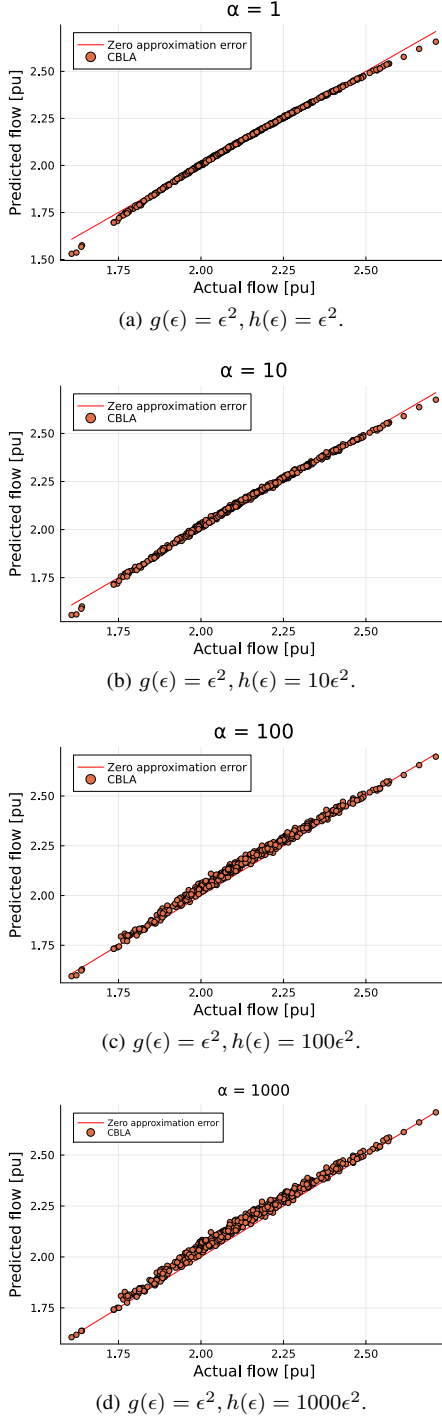 α = 1
Zero approximation error
CBLA
Predicted flow [pu]
2.50
2.25
2.00
1.75
1.50
1.75 2.00 2.25 2.50
Actual flow [pu]
(a) g(ϵ) = ϵ², h(ϵ) = ϵ².
α = 10
Zero approximation error
CBLA
Predicted flow [pu]
2.50
2.25
2.00
1.75
1.75 2.00 2.25 2.50
Actual flow [pu]
(b) g(ϵ) = ϵ², h(ϵ) = 10ϵ².
α = 100
Zero approximation error
CBLA
Predicted flow [pu]
2.50
2.25
2.00
1.75
1.75 2.00 2.25 2.50
Actual flow [pu]
(c) g(ϵ) = ϵ², h(ϵ) = 100ϵ².
α = 1000
Zero approximation error
CBLA
Predicted flow [pu]
2.50
2.25
2.00
1.75
1.75 2.00 2.25 2.50
Actual flow [pu]
(d) g(ϵ) = ϵ², h(ϵ) = 1000ϵ².